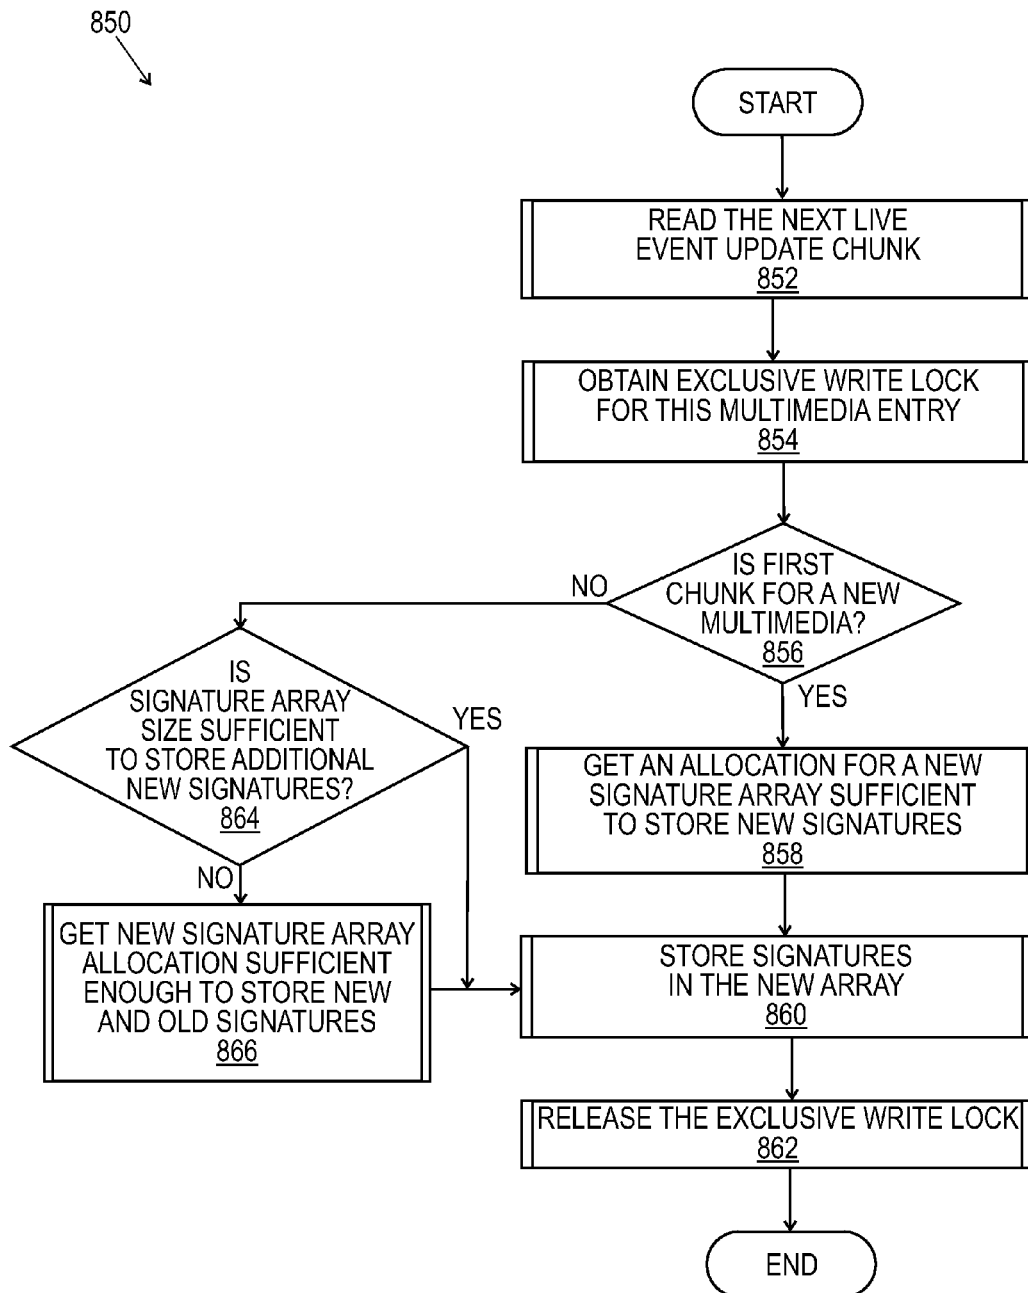 850
START
READ THE NEXT LIVE
EVENT UPDATE CHUNK
852
OBTAIN EXCLUSIVE WRITE LOCK
FOR THIS MULTIMEDIA ENTRY
854
IS FIRST
CHUNK FOR A NEW
MULTIMEDIA?
856
NO
YES
IS
SIGNATURE ARRAY
SIZE SUFFICIENT
TO STORE ADDITIONAL
NEW SIGNATURES?
864
YES
NO
GET AN ALLOCATION FOR A NEW
SIGNATURE ARRAY SUFFICIENT
TO STORE NEW SIGNATURES
858
GET NEW SIGNATURE ARRAY
ALLOCATION SUFFICIENT
ENOUGH TO STORE NEW
AND OLD SIGNATURES
866
STORE SIGNATURES
IN THE NEW ARRAY
860
RELEASE THE EXCLUSIVE WRITE LOCK
862
END